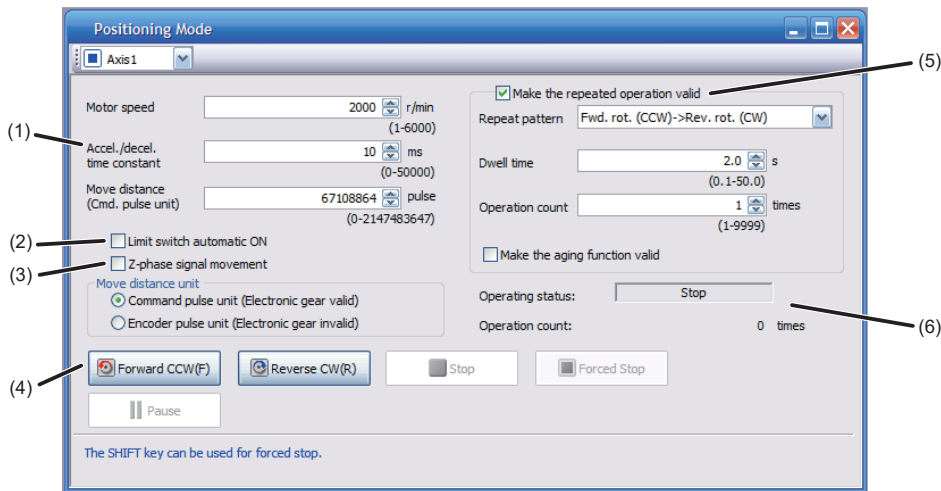 Positioning Mode
Axis1
(1)
Motor speed 2000 r/min
(1-6000)
Accel./decel.
time constant 10 ms
(0-50000)
Move distance
(Cmd. pulse unit) 67108864 pulse
(0-2147483647)
(2)
Limit switch automatic ON
(3)
Z-phase signal movement
Move distance unit
Command pulse unit (Electronic gear valid)
Encoder pulse unit (Electronic gear invalid)
(5)
Make the repeated operation valid
Repeat pattern Fwd. rot. (CCW)->Rev. rot. (CW)
Dwell time 2.0 s
(0.1-50.0)
Operation count 1 times
(1-9999)
Make the aging function valid
Operating status: Stop
(6)
Operation count: 0 times
(4)
Forward CCW(F) Reverse CW(R) Stop Forced Stop
Pause
The SHIFT key can be used for forced stop.